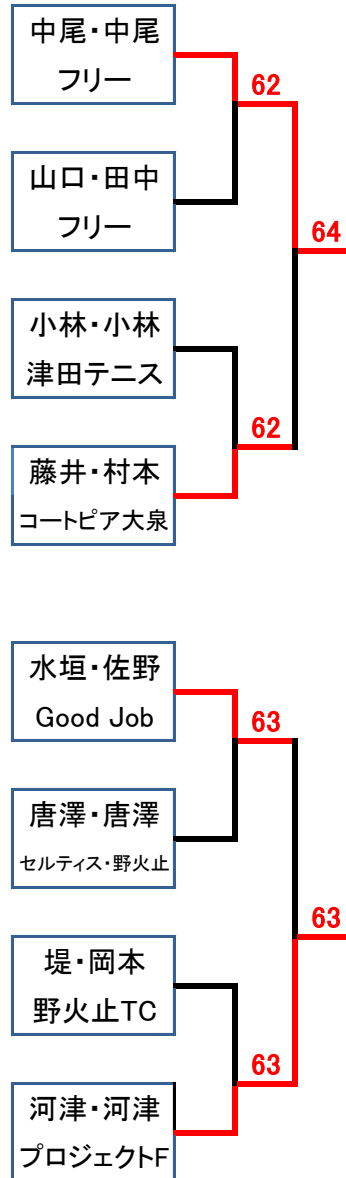 中尾・中尾
フリー
62
山口・田中
フリー
64
小林・小林
津田テニス
62
藤井・村本
コートピア大泉
水垣・佐野
Good Job
63
唐澤・唐澤
セルティス・野火止
63
堤・岡本
野火止TC
63
河津・河津
プロジェクトF